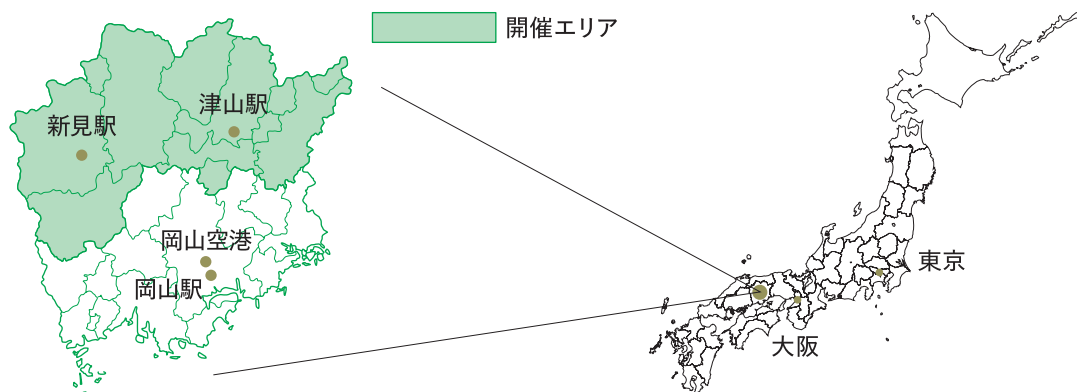 開催エリア
津山駅
新見駅
岡山空港
岡山駅
東京
大阪